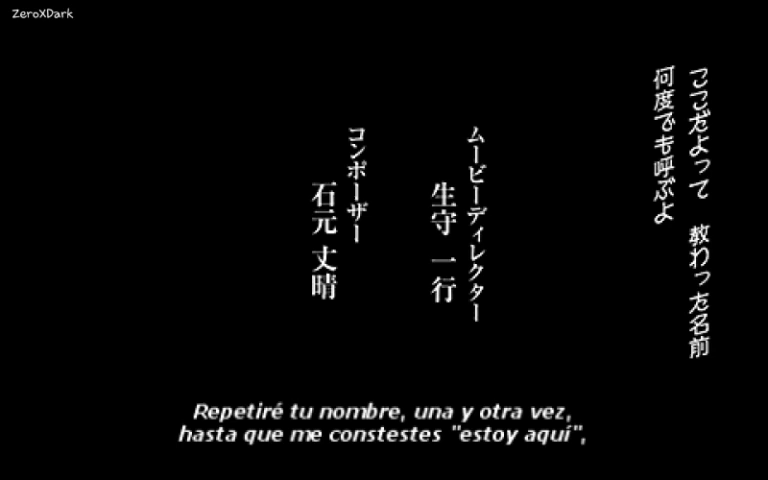 ZeroXDark
ここだよって 教わった名前
何度でも呼ぶよ
ムービーディレクター
生守 一行
コンポーザー
石元 丈晴
Repetiré tu nombre, una y otra vez,
hasta que me constestes "estoy aquí",